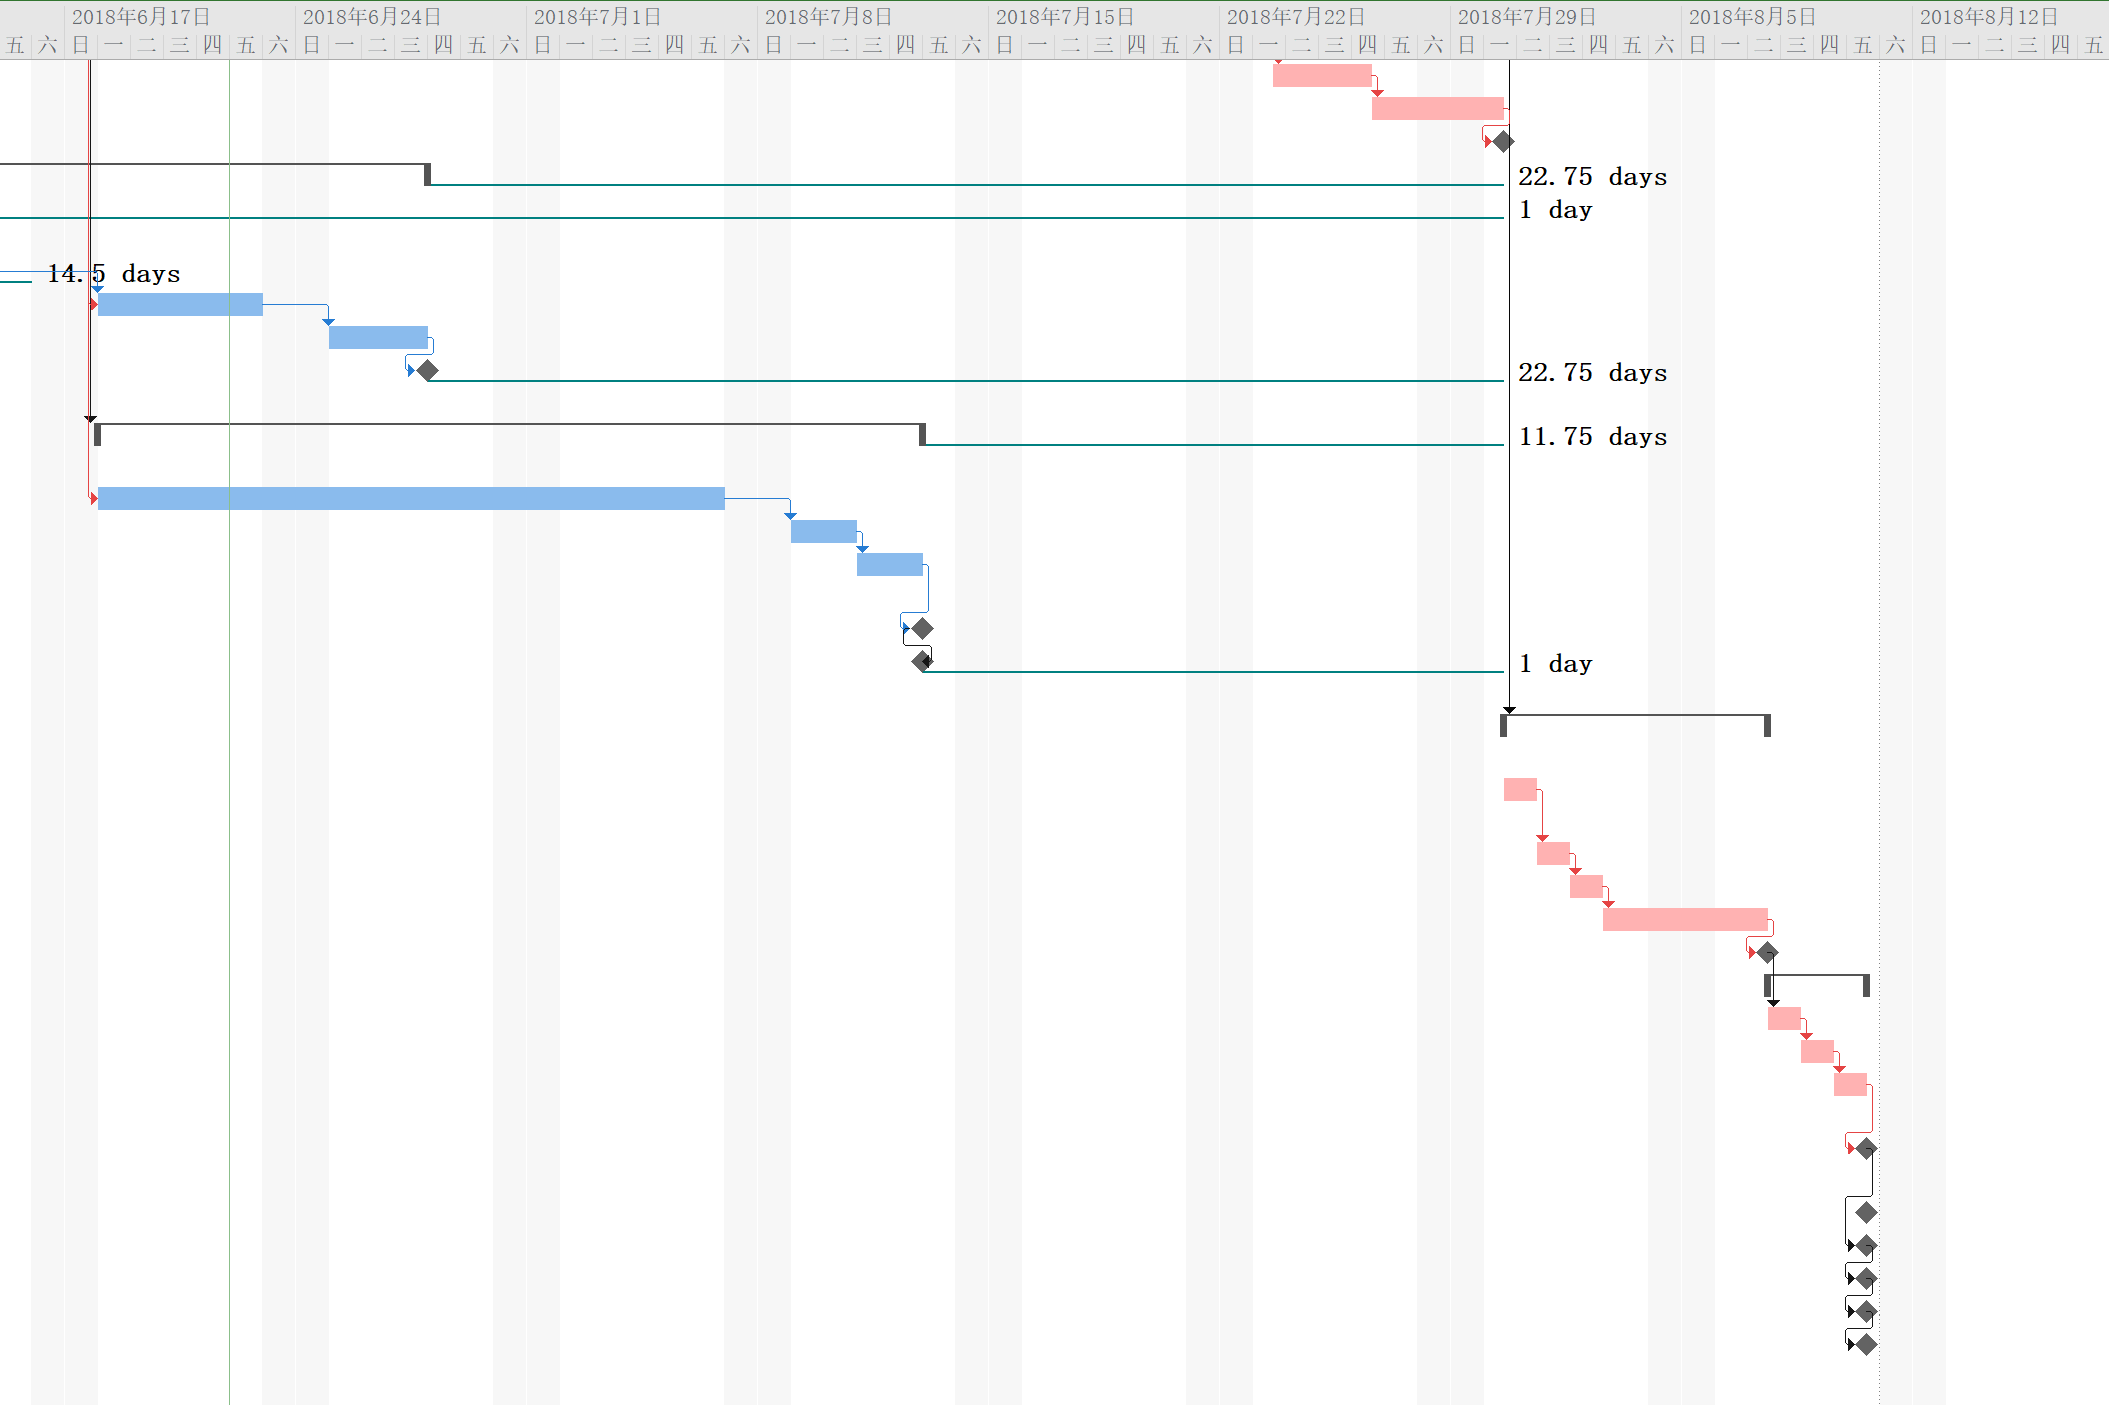 2018年6月17日 2018年6月24日 2018年7月1日 2018年7月8日 2018年7月15日 2018年7月22日 2018年7月29日 2018年8月5日 2018年8月12日
五 六 日 一 二 三 四 五 六 日 一 二 三 四 五 六 日 一 二 三 四 五 六 日 一 二 三 四 五 六 日 一 二 三 四 五 六 日 一 二 三 四 五 六 日 一 二 三 四 五 六 日 一 二 三 四 五 六 日 一 二 三 四 五
22.75 days
1 day
14.5 days
22.75 days
11.75 days
1 day